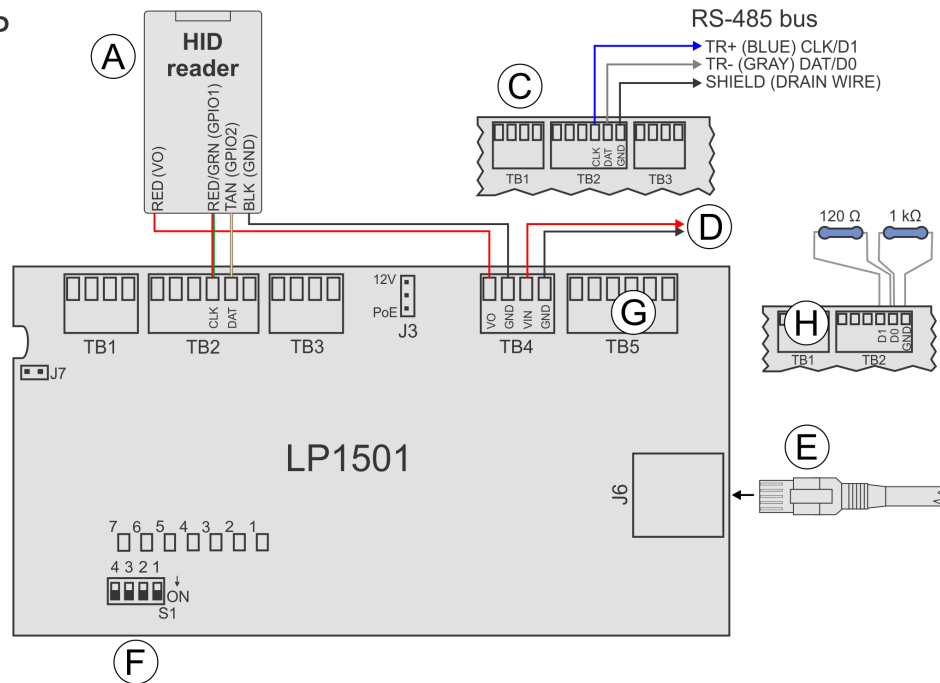 A
HID
reader
RED (VO)
RED/GRN (GPIO1)
TAN (GPIO2)
BLK (GND)
RS-485 bus
TR+ (BLUE) CLK/D1
TR- (GRAY) DAT/D0
SHIELD (DRAIN WIRE)
C
CLK
DAT
GND
TB1
TB2
TB3
D
120 Ω
1 kΩ
H
D1
D0
GND
TB1
TB2
CLK
DAT
12V
PoE
J3
VO
GND
VIN
GND
G
TB1
TB2
TB3
TB4
TB5
J7
LP1501
J6
E
7 6 5 4 3 2 1
4 3 2 1
ON
S1
F